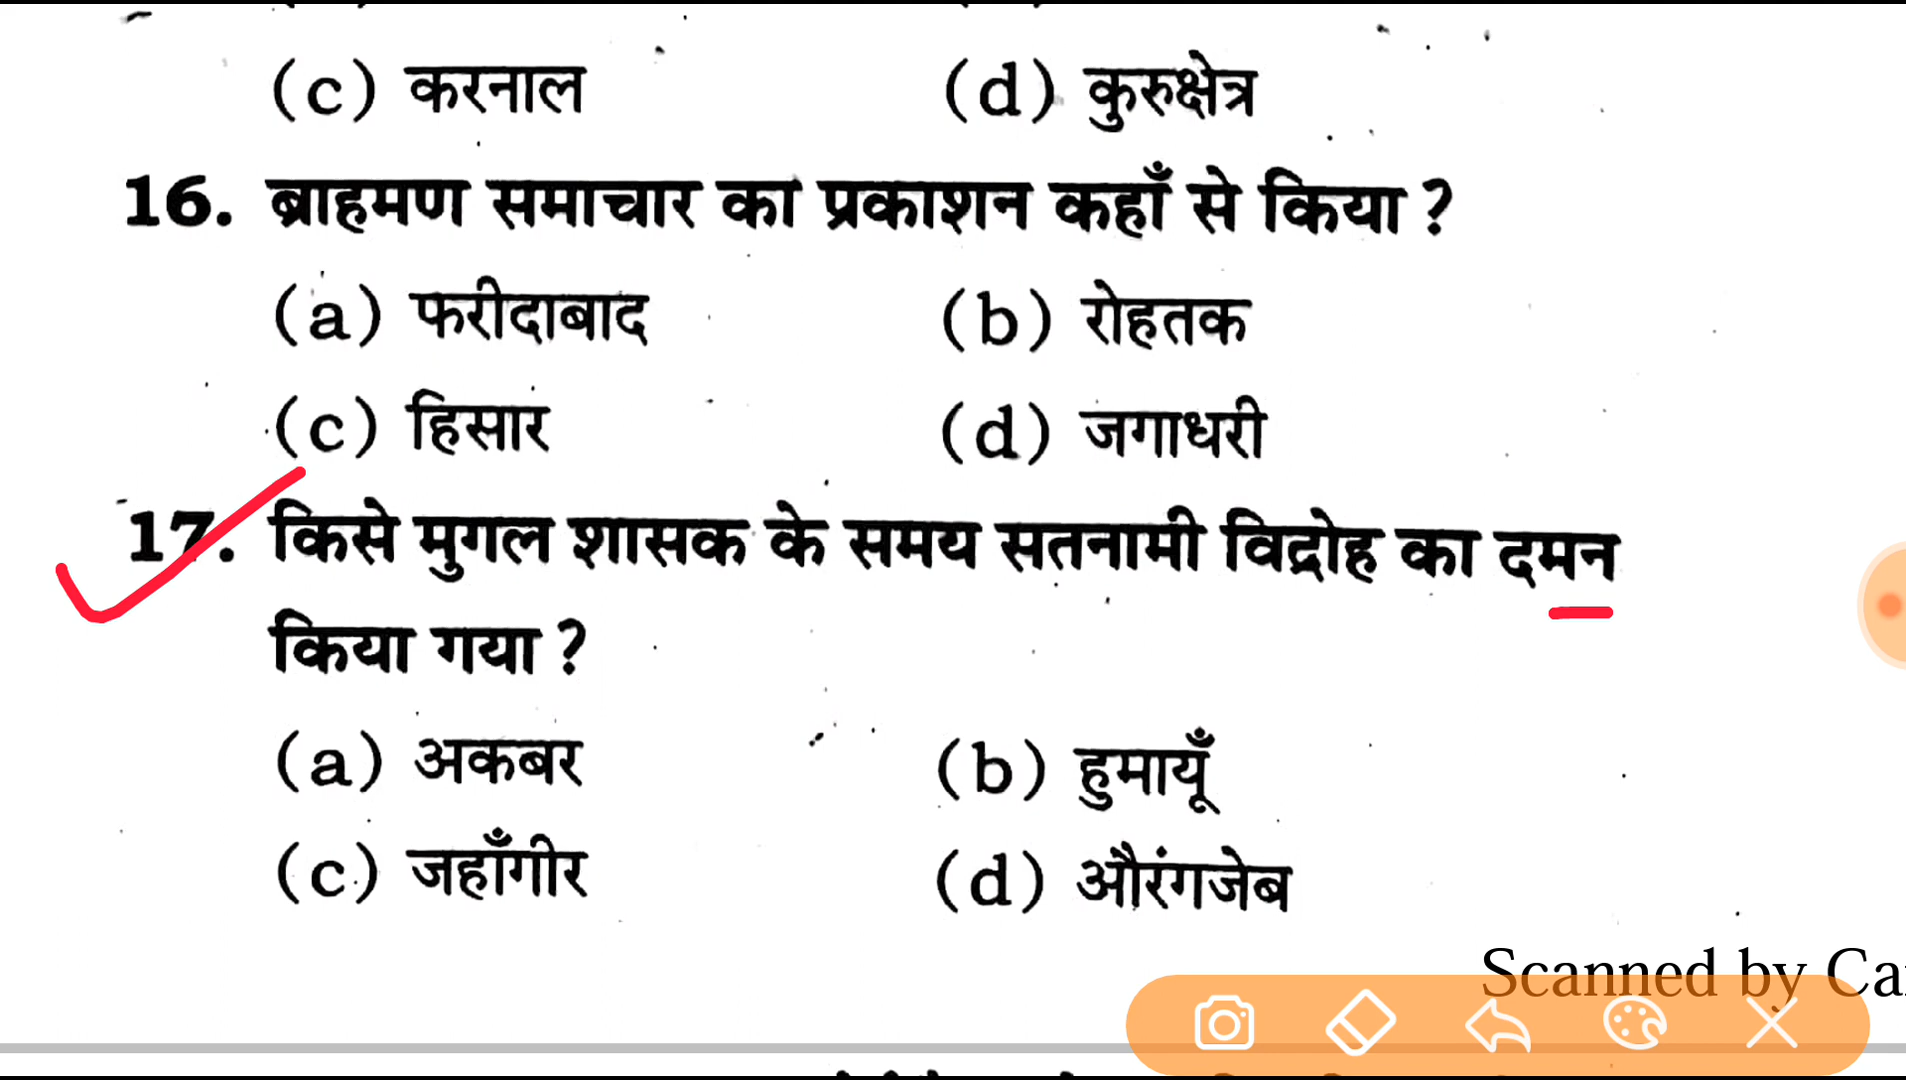 (c) करनाल (d) कुरुक्षेत्र
16. ब्राहमण समाचार का प्रकाशन कहाँ से किया ?
(a) फरीदाबाद (b) रोहतक
(c) हिसार (d) जगाधरी
17. किसे मुगल शासक के समय सतनामी विद्रोह का दमन
किया गया ?
(a) अकबर (b) हुमायूँ
(c) जहाँगीर (d) औरंगजेब
Scanned by Ca